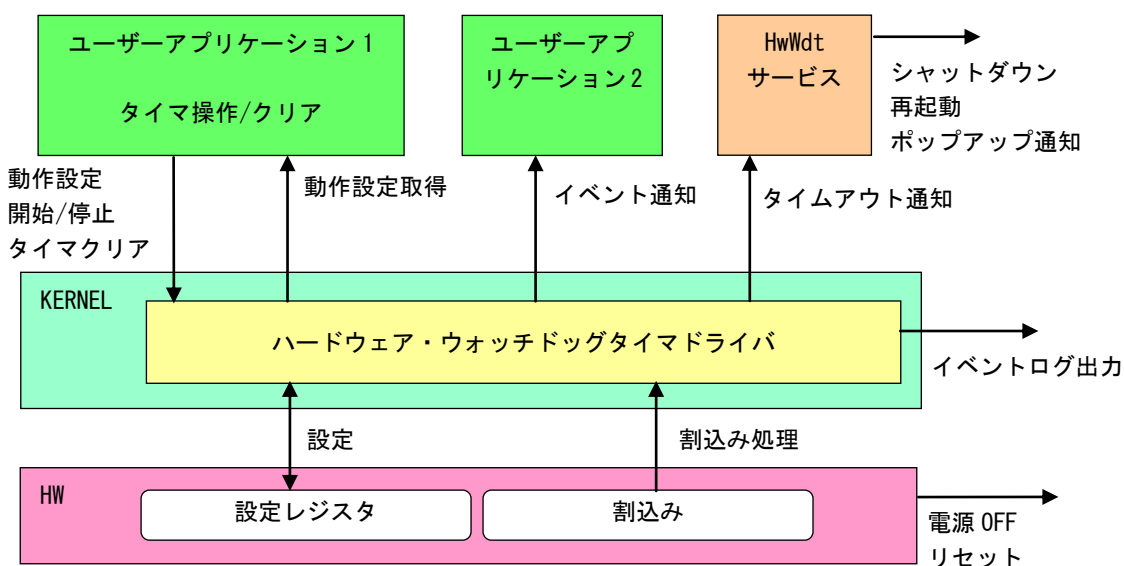 ユーザーアプリケーション1
タイマ操作/クリア
ユーザーアプ
リケーション2
HwWdt
サービス
シャットダウン
再起動
ポップアップ通知
動作設定
開始/停止
タイマクリア
動作設定取得
イベント通知
タイムアウト通知
KERNEL
ハードウェア・ウォッチドッグタイマドライバ
イベントログ出力
設定
割込み処理
HW
設定レジスタ
割込み
電源 OFF
リセット